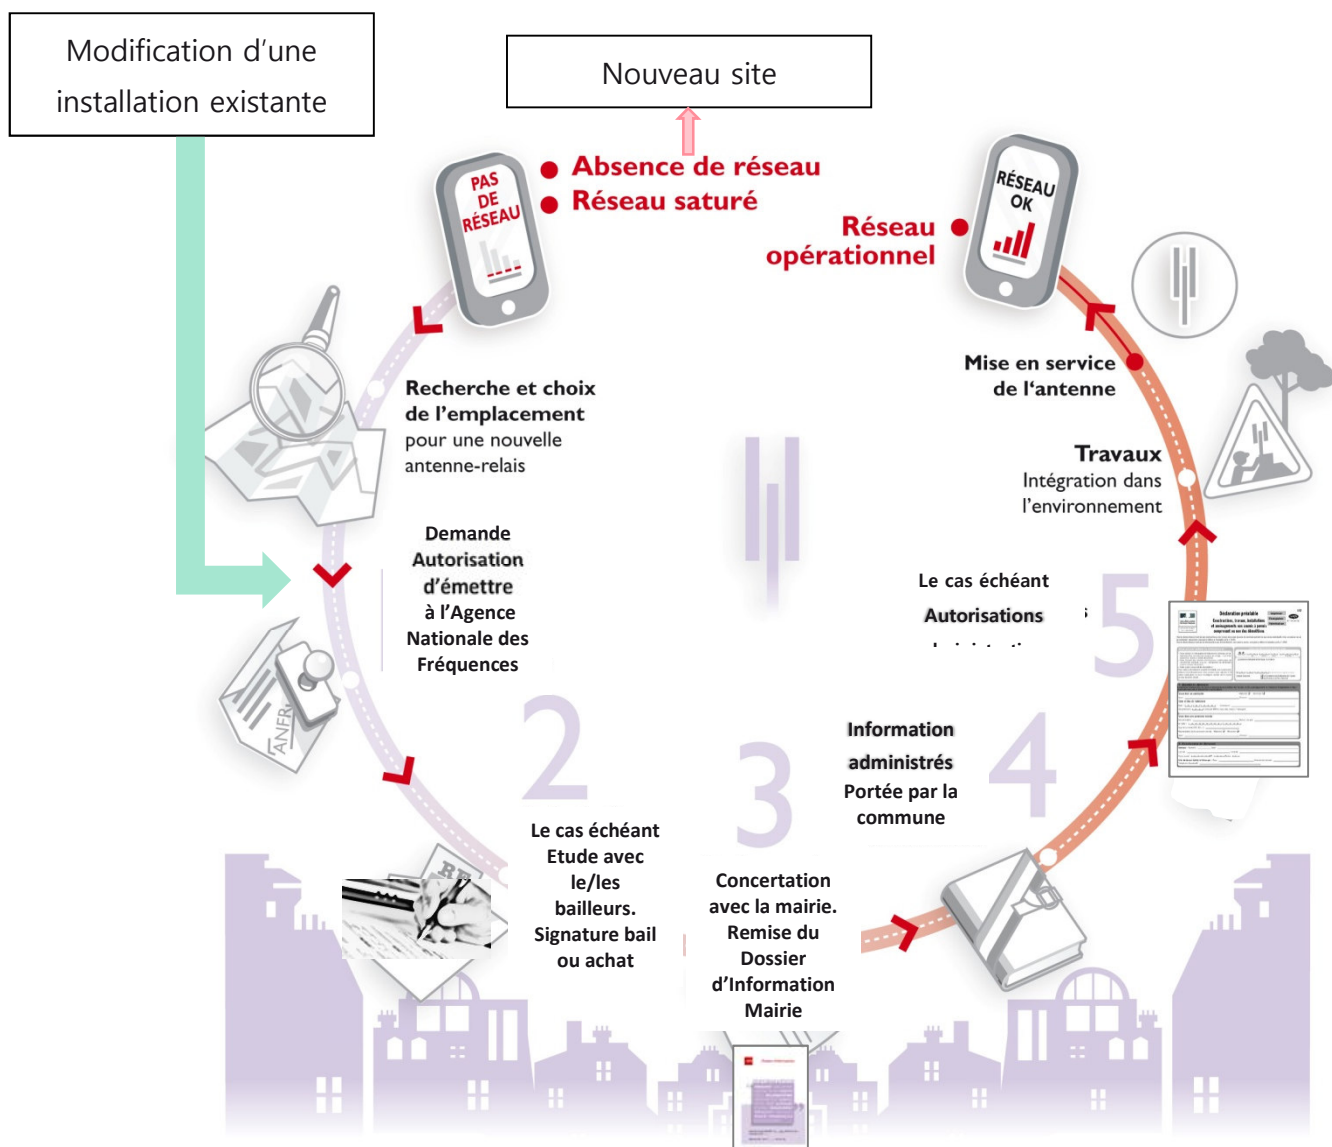 Modification d’une
installation existante
Nouveau site
PAS
DE
RÉSEAU
Absence de réseau
Réseau saturé
RÉSEAU
OK
Réseau
opérationnel
Recherche et choix
de l’emplacement
pour une nouvelle
antenne-relais
Mise en service
de l‘antenne
Travaux
Intégration dans
l’environnement
Demande
Autorisation
d’émettre
à l’Agence
Nationale des
Fréquences
ANFR
2
Le cas échéant
Etude avec
le/les
bailleurs.
Signature bail
ou achat
3
Concertation
avec la mairie.
Remise du
Dossier
d’Information
Mairie
4
Information
administrés
Portée par la
commune
5
Le cas échéant
Autorisations
Déclaration préalable